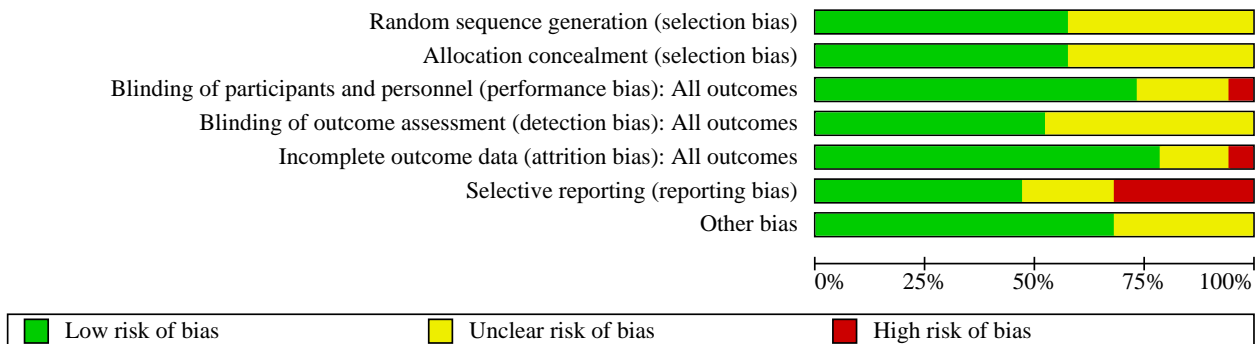 Random sequence generation (selection bias)
Allocation concealment (selection bias)
Blinding of participants and personnel (performance bias): All outcomes
Blinding of outcome assessment (detection bias): All outcomes
Incomplete outcome data (attrition bias): All outcomes
Selective reporting (reporting bias)
Other bias
0% 25% 50% 75% 100%
Low risk of bias Unclear risk of bias High risk of bias